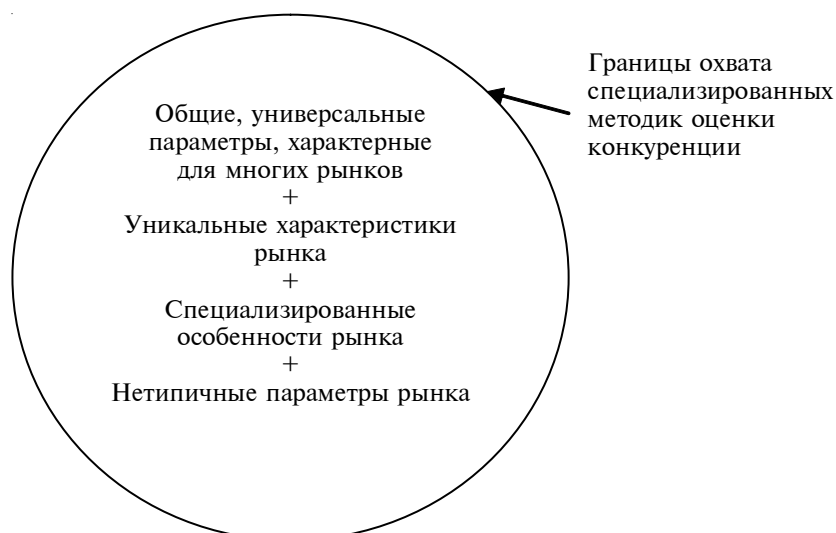 Общие, универсальные
параметры, характерные
для многих рынков
+
Уникальные характеристики
рынка
+
Специализированные
особенности рынка
+
Нетипичные параметры рынка
Границы охвата
специализированных
методик оценки
конкуренции